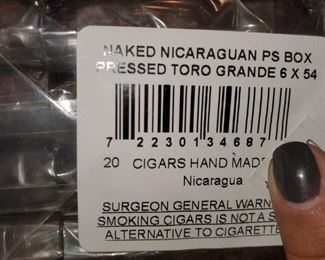 NAKED NICARAGUAN PS BOX
PRESSED TORO GRANDE 6 X 54
7 22301 34687
20 CIGARS HAND MADE
Nicaragua
SURGEON GENERAL WARN
SMOKING CIGARS IS NOT A S
ALTERNATIVE TO CIGARETTE